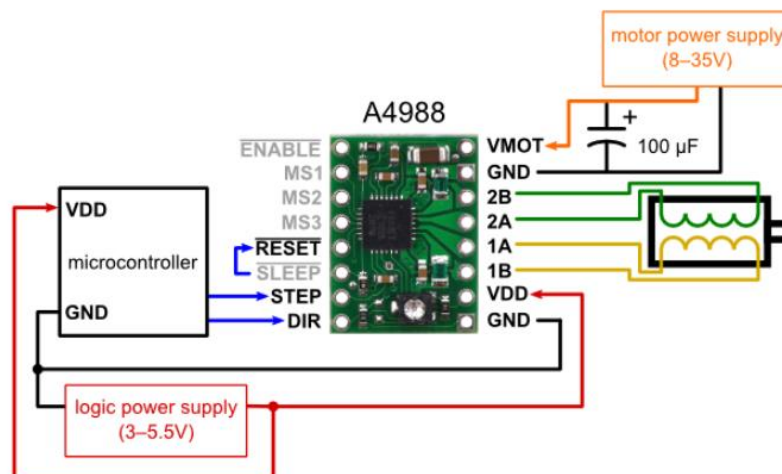 motor power supply
(8–35V)
A4988
+
100 µF
ENABLE
MS1
MS2
MS3
RESET
SLEEP
STEP
DIR
VMOT
GND
2B
2A
1A
1B
VDD
GND
VDD
microcontroller
GND
logic power supply
(3–5.5V)